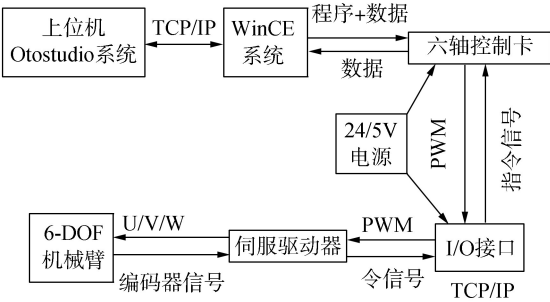 上位机
Otostudio系统
TCP/IP
WinCE
系统
程序+数据
数据
六轴控制卡
24/5V
电源
PWM
指令信号
6-DOF
机械臂
U/V/W
编码器信号
伺服驱动器
PWM
令信号
I/O接口
TCP/IP